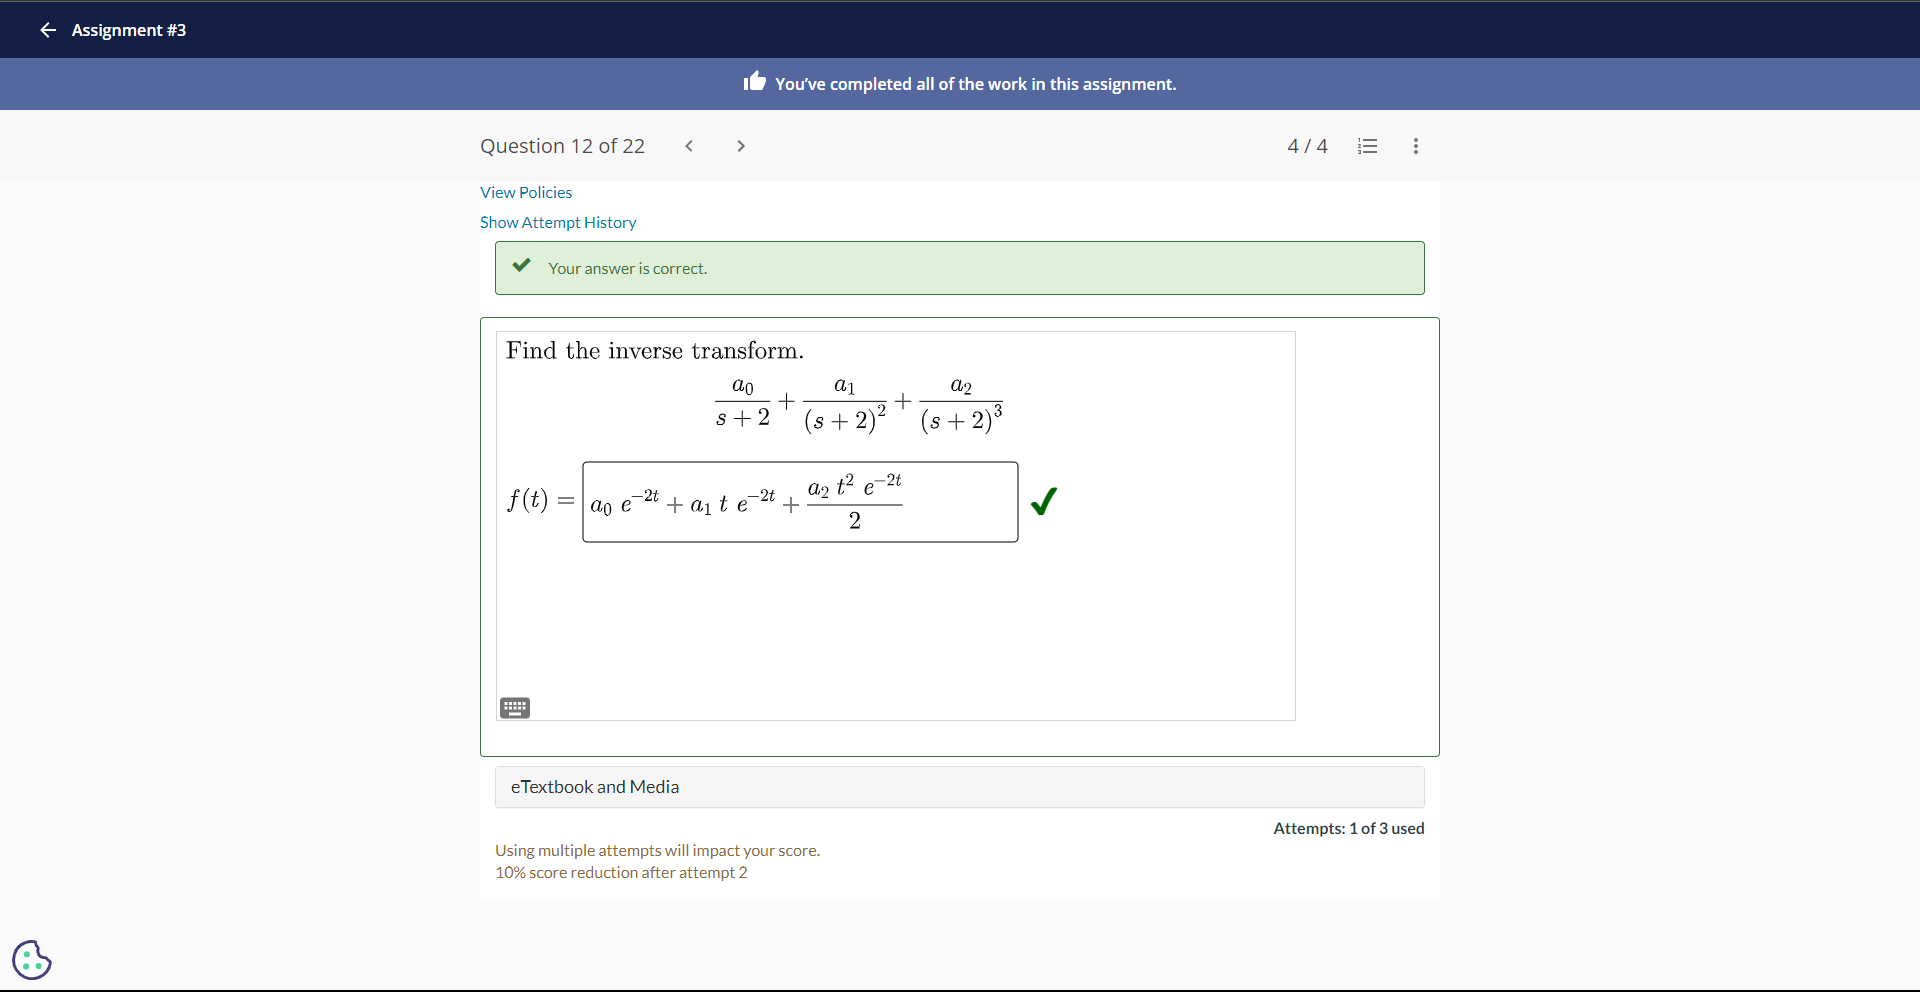 Assignment #3
You've completed all of the work in this assignment.
Question 12 of 22
4 / 4
View Policies
Show Attempt History
Your answer is correct.
Find the inverse transform.
\frac{a_0}{s+2} + \frac{a_1}{(s+2)^2} + \frac{a_2}{(s+2)^3}
f(t) = a_0 e^{-2t} + a_1 t e^{-2t} + \frac{a_2 t^2 e^{-2t}}{2}
eTextbook and Media
Attempts: 1 of 3 used
Using multiple attempts will impact your score.
10% score reduction after attempt 2